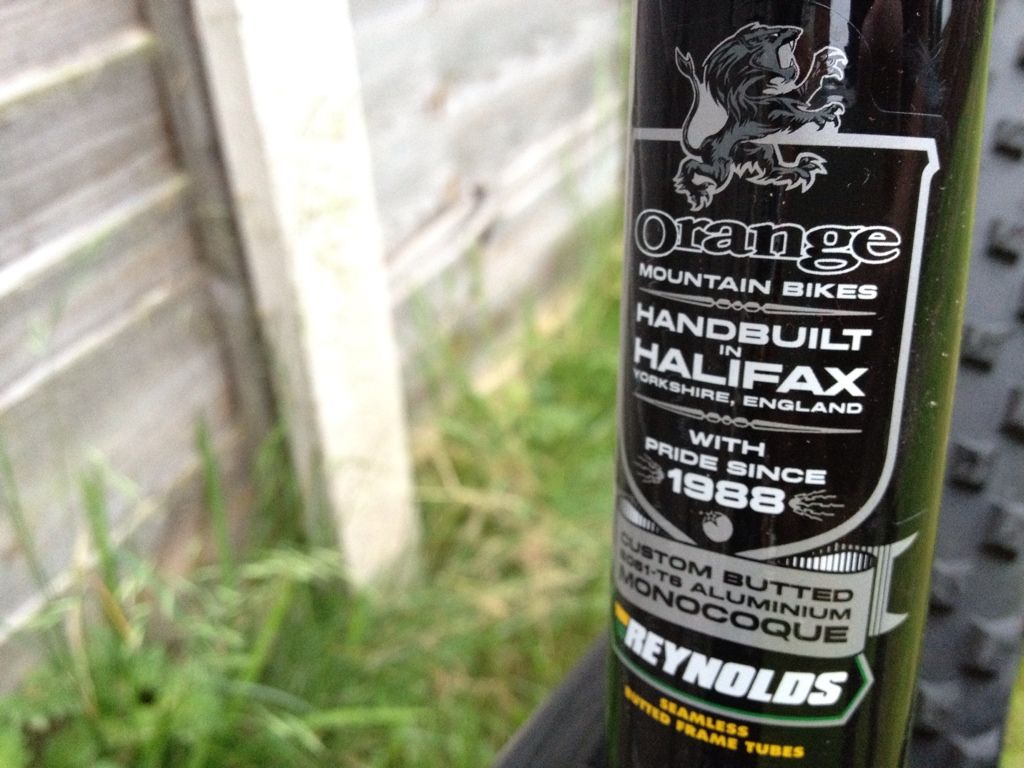 Orange
MOUNTAIN BIKES
HANDBUILT
IN
HALIFAX
YORKSHIRE, ENGLAND
WITH
PRIDE SINCE
1988
CUSTOM BUTTED
6061-T6 ALUMINIUM
MONOCOQUE
REYNOLDS
SEAMLESS
BUTTED FRAME TUBES